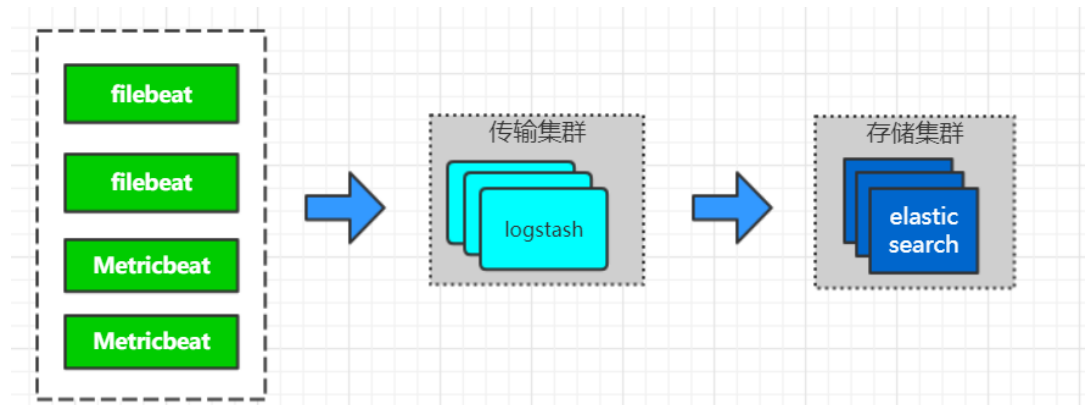 filebeat
filebeat
Metricbeat
Metricbeat
传输集群
logstash
存储集群
elastic
search